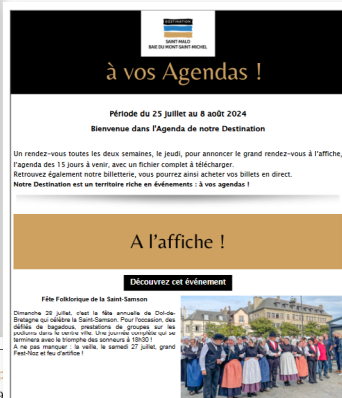 DESTINATION
SAINT-MALO
BAIE DU MONT-SAINT-MICHEL
à vos Agendas !
Période du 25 juillet au 8 août 2024
Bienvenue dans l'Agenda de notre Destination
Un rendez-vous toutes les deux semaines, le jeudi, pour annoncer le grand rendez-vous à l'affiche,
l'agenda des 15 jours à venir, avec un fichier complet à télécharger.
Retrouvez également notre billetterie, vous pourrez ainsi acheter vos billets en direct.
Notre Destination est un territoire riche en événements : à vos agendas !
A l'affiche !
Découvrez cet événement
Fête Folklorique de la Saint-Samson
Dimanche 28 juillet, c'est la fête annuelle de Dol-de-
Bretagne qui célèbre la Saint-Samson. Pour l'occasion, des
défilés de bagadous, prestations de groupes sur les
podiums dans le centre ville. Une journée complète qui se
terminera avec le triomphe des sonneurs à 18h30 !
A ne pas manquer : la veille, le samedi 27 juillet, grand
Fest-Noz et feu d'artifice !